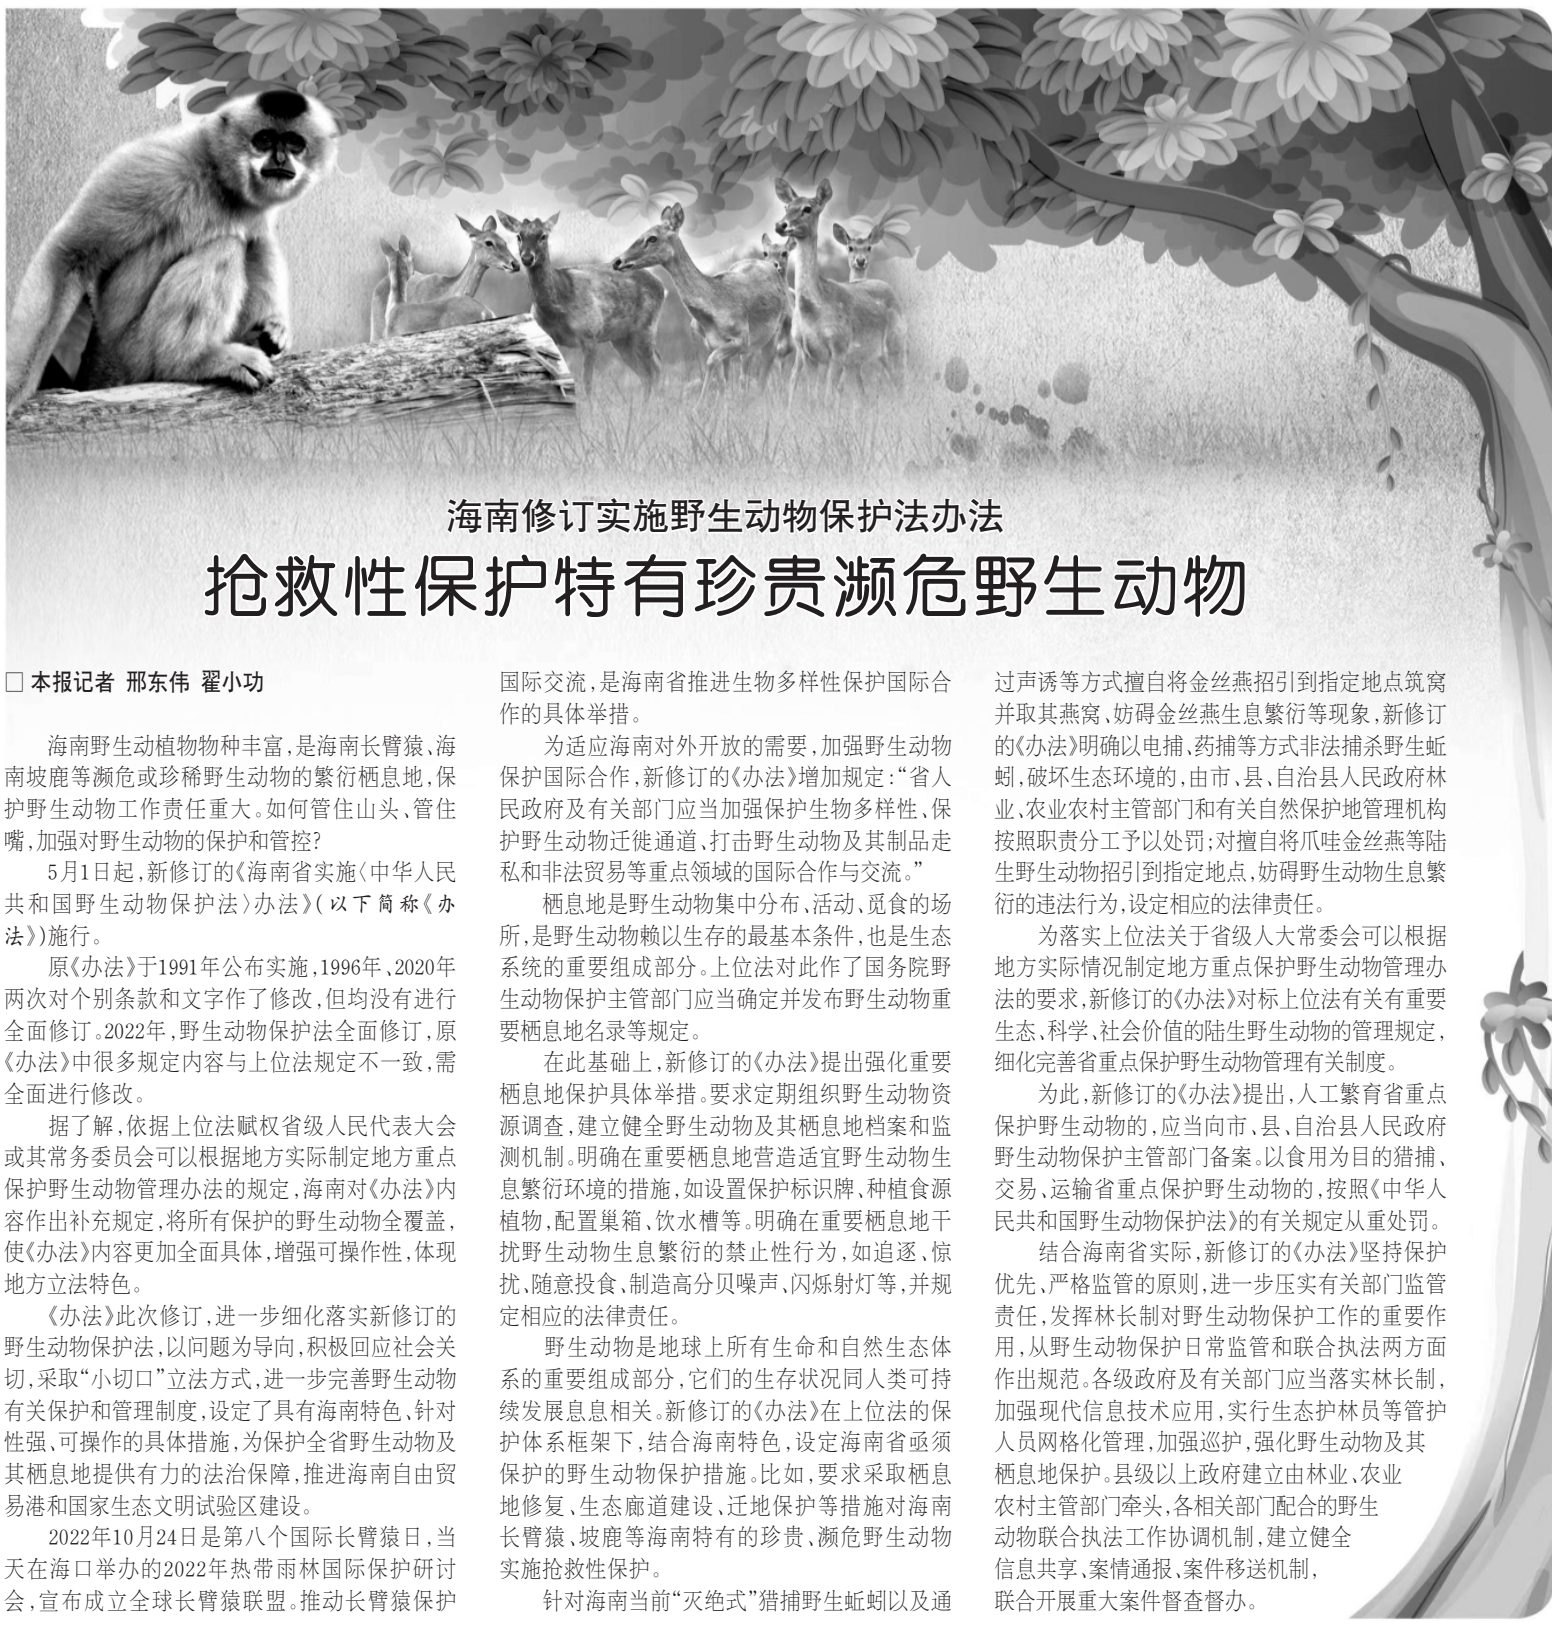 海南修订实施野生动物保护法办法
抢救性保护特有珍贵濒危野生动物
□ 本报记者 邢东伟 翟小功
海南野生动植物物种丰富,是海南长臂猿、海
南坡鹿等濒危或珍稀野生动物的繁衍栖息地,保
护野生动物工作责任重大。如何管住山头、管住
嘴,加强对野生动物的保护和管控?
5月1日起,新修订的《海南省实施〈中华人民
共和国野生动物保护法〉办法》(以下简称《办
法》)施行。
原《办法》于1991年公布实施,1996年、2020年
两次对个别条款和文字作了修改,但均没有进行
全面修订。2022年,野生动物保护法全面修订,原
《办法》中很多规定内容与上位法规定不一致,需
全面进行修改。
据了解,依据上位法赋权省级人民代表大会
或其常务委员会可以根据地方实际制定地方重点
保护野生动物管理办法的规定,海南对《办法》内
容作出补充规定,将所有保护的野生动物全覆盖,
使《办法》内容更加全面具体,增强可操作性,体现
地方立法特色。
《办法》此次修订,进一步细化落实新修订的
野生动物保护法,以问题为导向,积极回应社会关
切,采取“小切口”立法方式,进一步完善野生动物
有关保护和管理制度,设定了具有海南特色、针对
性强、可操作的具体措施,为保护全省野生动物及
其栖息地提供有力的法治保障,推进海南自由贸
易港和国家生态文明试验区建设。
2022年10月24日是第八个国际长臂猿日,当
天在海口举办的2022年热带雨林国际保护研讨
会,宣布成立全球长臂猿联盟。推动长臂猿保护
国际交流,是海南省推进生物多样性保护国际合
作的具体举措。
为适应海南对外开放的需要,加强野生动物
保护国际合作,新修订的《办法》增加规定:“省人
民政府及有关部门应当加强保护生物多样性、保
护野生动物迁徙通道、打击野生动物及其制品走
私和非法贸易等重点领域的国际合作与交流。”
栖息地是野生动物集中分布、活动、觅食的场
所,是野生动物赖以生存的最基本条件,也是生态
系统的重要组成部分。上位法对此作了国务院野
生动物保护主管部门应当确定并发布野生动物重
要栖息地名录等规定。
在此基础上,新修订的《办法》提出强化重要
栖息地保护具体举措。要求定期组织野生动物资
源调查,建立健全野生动物及其栖息地档案和监
测机制。明确在重要栖息地营造适宜野生动物生
息繁衍环境的措施,如设置保护标识牌、种植食源
植物,配置巢箱、饮水槽等。明确在重要栖息地干
扰野生动物生息繁衍的禁止性行为,如追逐、惊
扰、随意投食、制造高分贝噪声、闪烁射灯等,并规
定相应的法律责任。
野生动物是地球上所有生命和自然生态体
系的重要组成部分,它们的生存状况同人类可持
续发展息息相关。新修订的《办法》在上位法的保
护体系框架下,结合海南特色,设定海南省亟须
保护的野生动物保护措施。比如,要求采取栖息
地修复、生态廊道建设、迁地保护等措施对海南
长臂猿、坡鹿等海南特有的珍贵、濒危野生动物
实施抢救性保护。
针对海南当前“灭绝式”猎捕野生蚯蚓以及通
过声诱等方式擅自将金丝燕招引到指定地点筑窝
并取其燕窝、妨碍金丝燕生息繁衍等现象,新修订
的《办法》明确以电捕、药捕等方式非法捕杀野生蚯
蚓,破坏生态环境的,由市、县、自治县人民政府林
业、农业农村主管部门和有关自然保护地管理机构
按照职责分工予以处罚;对擅自将爪哇金丝燕等陆
生野生动物招引到指定地点,妨碍野生动物生息繁
衍的违法行为,设定相应的法律责任。
为落实上位法关于省级人大常委会可以根据
地方实际情况制定地方重点保护野生动物管理办
法的要求,新修订的《办法》对标上位法有关有重要
生态、科学、社会价值的陆生野生动物的管理规定,
细化完善省重点保护野生动物管理有关制度。
为此,新修订的《办法》提出,人工繁育省重点
保护野生动物的,应当向市、县、自治县人民政府
野生动物保护主管部门备案。以食用为目的猎捕、
交易、运输省重点保护野生动物的,按照《中华人
民共和国野生动物保护法》的有关规定从重处罚。
结合海南省实际,新修订的《办法》坚持保护
优先、严格监管的原则,进一步压实有关部门监管
责任,发挥林长制对野生动物保护工作的重要作
用,从野生动物保护日常监管和联合执法两方面
作出规范。各级政府及有关部门应当落实林长制,
加强现代信息技术应用,实行生态护林员等管护
人员网格化管理,加强巡护,强化野生动物及其
栖息地保护。县级以上政府建立由林业、农业
农村主管部门牵头,各相关部门配合的野生
动物联合执法工作协调机制,建立健全
信息共享、案情通报、案件移送机制,
联合开展重大案件督查督办。